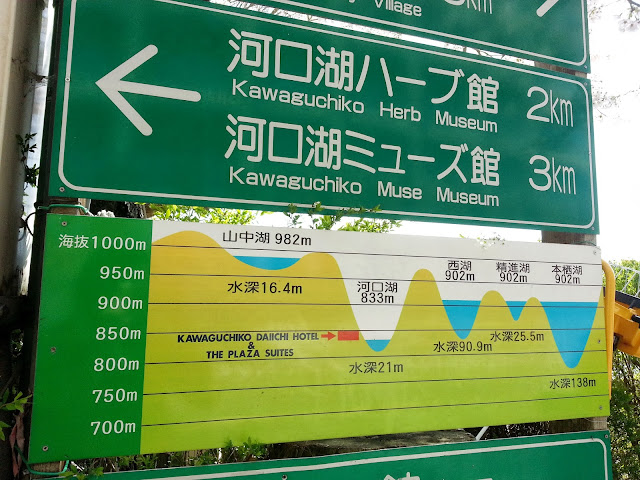 Village
km
河口湖ハーブ館 2km
Kawaguchiko Herb Museum
河口湖ミューズ館 3km
Kawaguchiko Muse Museum
海抜1000m
950m
900m
850m
800m
750m
700m
山中湖 982m
水深16.4m
河口湖
833m
水深21m
KAWAGUCHIKO DAIICHI HOTEL
&
THE PLAZA SUITES
西湖
902m
水深90.9m
精進湖
902m
水深25.5m
本栖湖
902m
水深138m